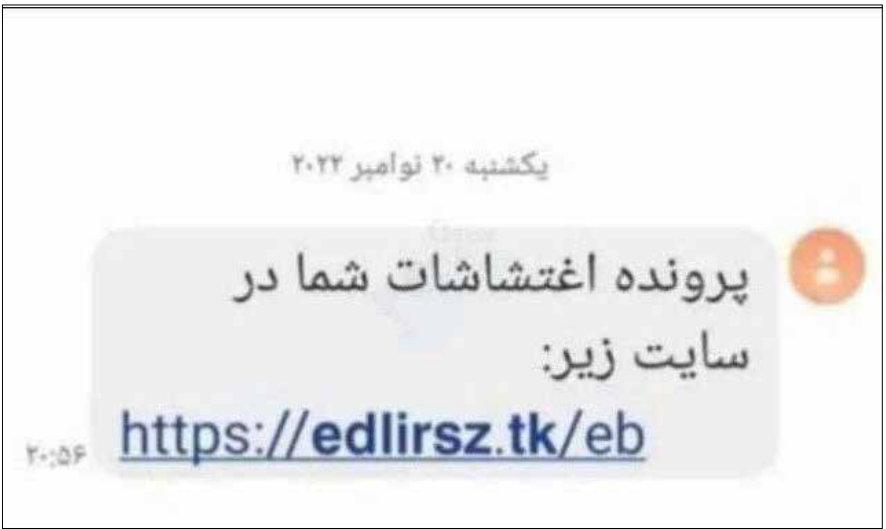 یکشنبه ۲۰ نوامبر ۲۰۲۲
پرونده اغتشاشات شما در
سایت زیر:
https://edlirsz.tk/eb
۲۰:۵۶